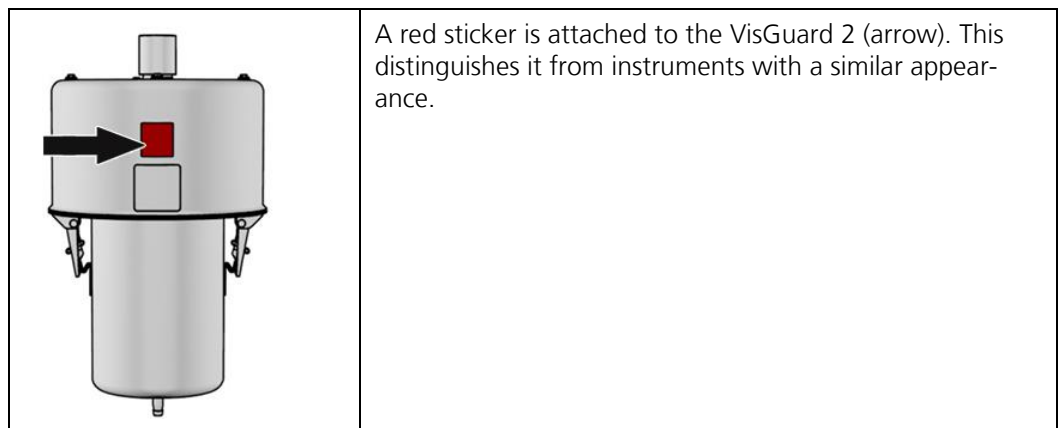 A red sticker is attached to the VisGuard 2 (arrow). This
distinguishes it from instruments with a similar appear-
ance.